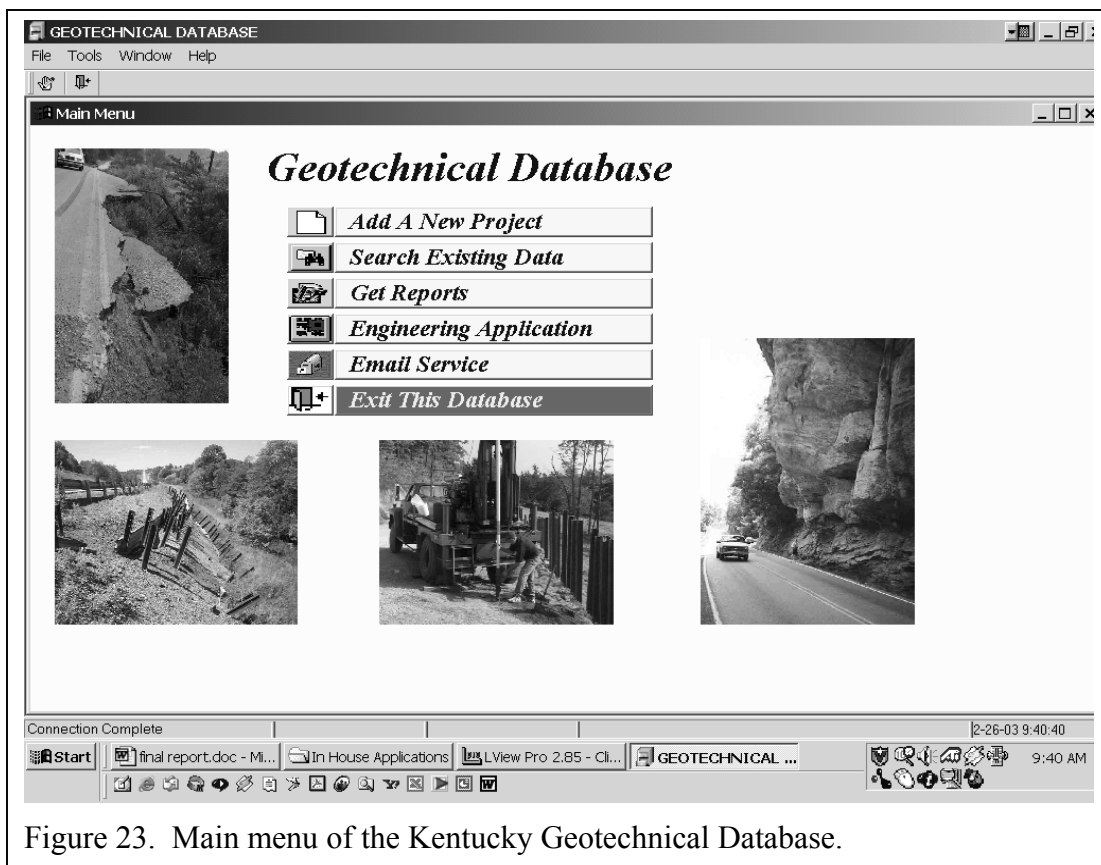 GEOTECHNICAL DATABASE
File Tools Window Help
Main Menu
Geotechnical Database
Add A New Project
Search Existing Data
Get Reports
Engineering Application
Email Service
Exit This Database
Connection Complete
2-26-03 9:40:40
Start
final report.doc - Mi...
In House Applications
LView Pro 2.85 - Cli...
GEOTECHNICAL ...
9:40 AM
Figure 23. Main menu of the Kentucky Geotechnical Database.